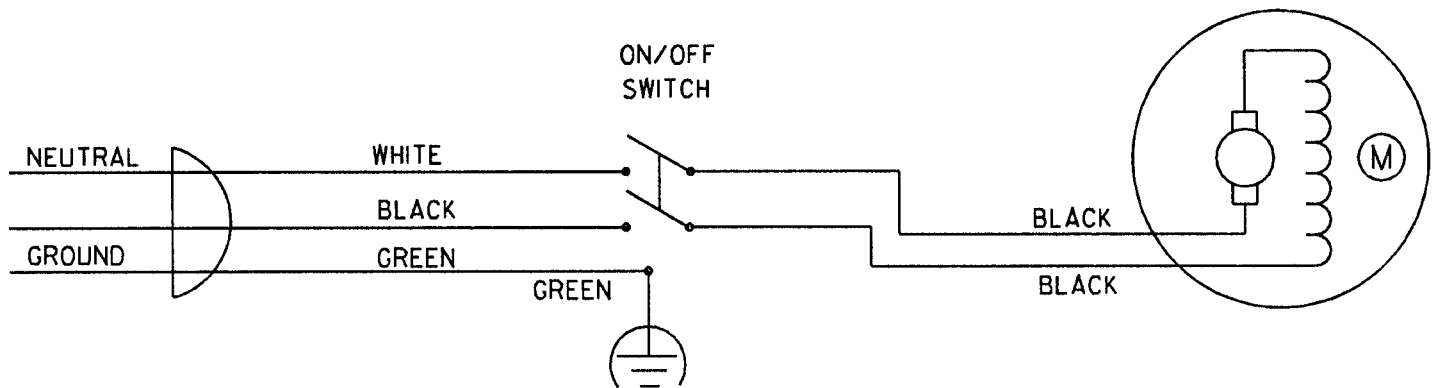 ON/OFF
SWITCH
NEUTRAL
WHITE
BLACK
GROUND
GREEN
GREEN
BLACK
BLACK
M